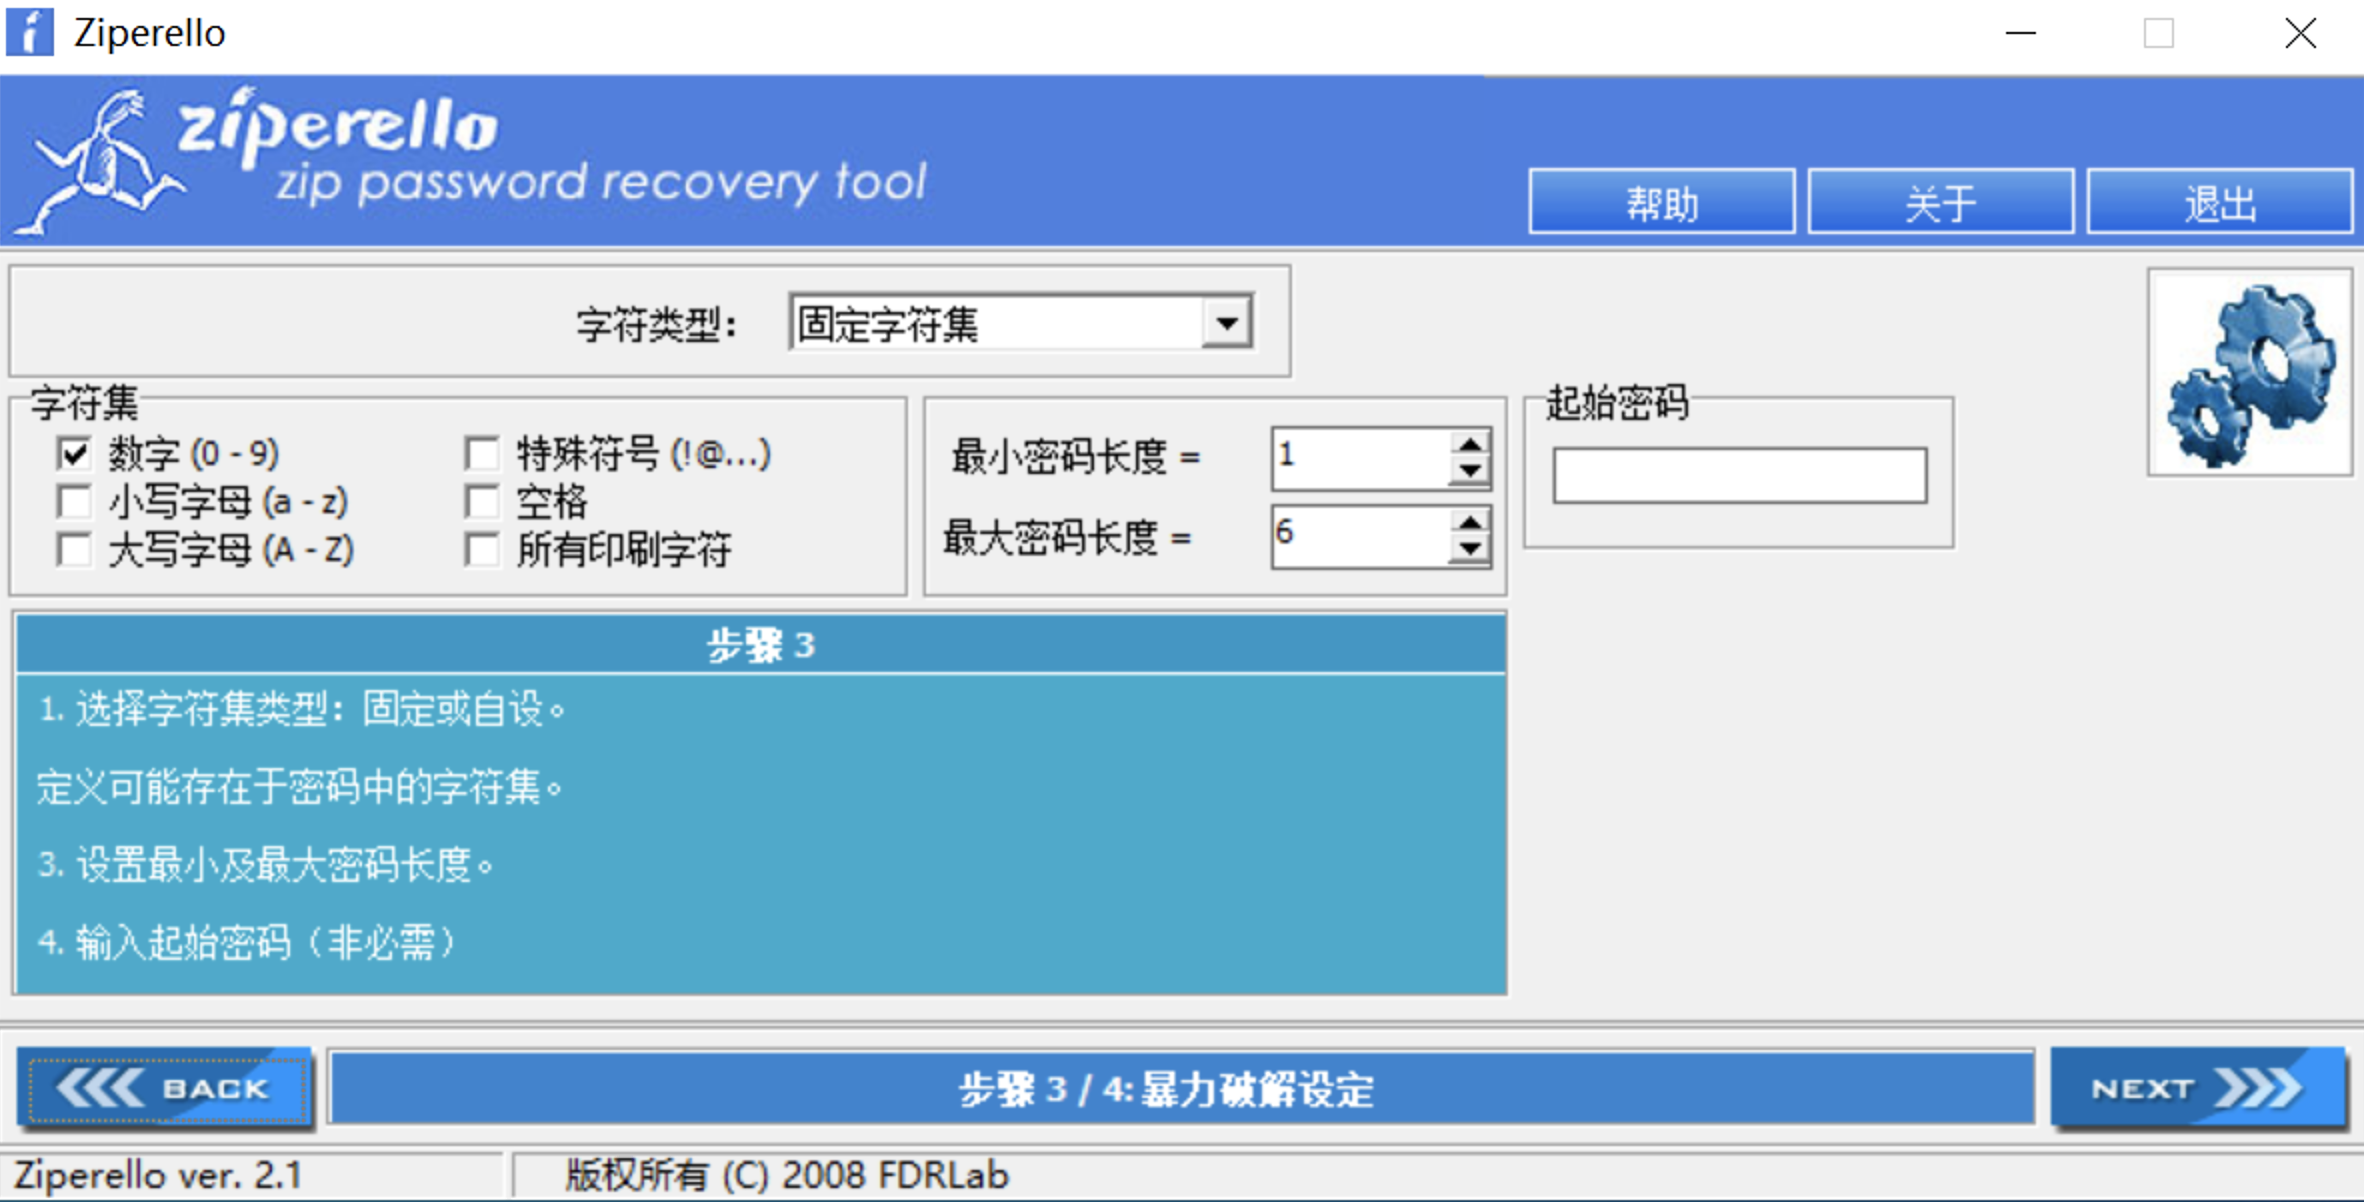 Ziperello
ziperello
zip password recovery tool
帮助 关于 退出
字符类型： 固定字符集
字符集
数字 (0 - 9) 特殊符号 (!@...)
小写字母 (a - z) 空格
大写字母 (A - Z) 所有印刷字符
最小密码长度 = 1
最大密码长度 = 6
起始密码
步骤 3
1. 选择字符集类型：固定或自设。
定义可能存在于密码中的字符集。
3. 设置最小及最大密码长度。
4. 输入起始密码（非必需）
BACK 步骤 3 / 4: 暴力破解设定 NEXT
Ziperello ver. 2.1 版权所有 (C) 2008 FDRLab